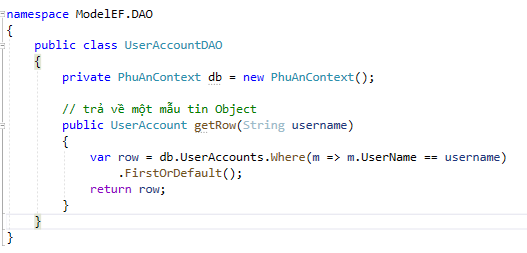 namespace ModelEF.DAO
{
public class UserAccountDAO
{
private PhuAnContext db = new PhuAnContext();
// trả về một mẫu tin Object
public UserAccount getRow(String username)
{
var row = db.UserAccounts.Where(m => m.UserName == username)
.FirstOrDefault();
return row;
}
}
}